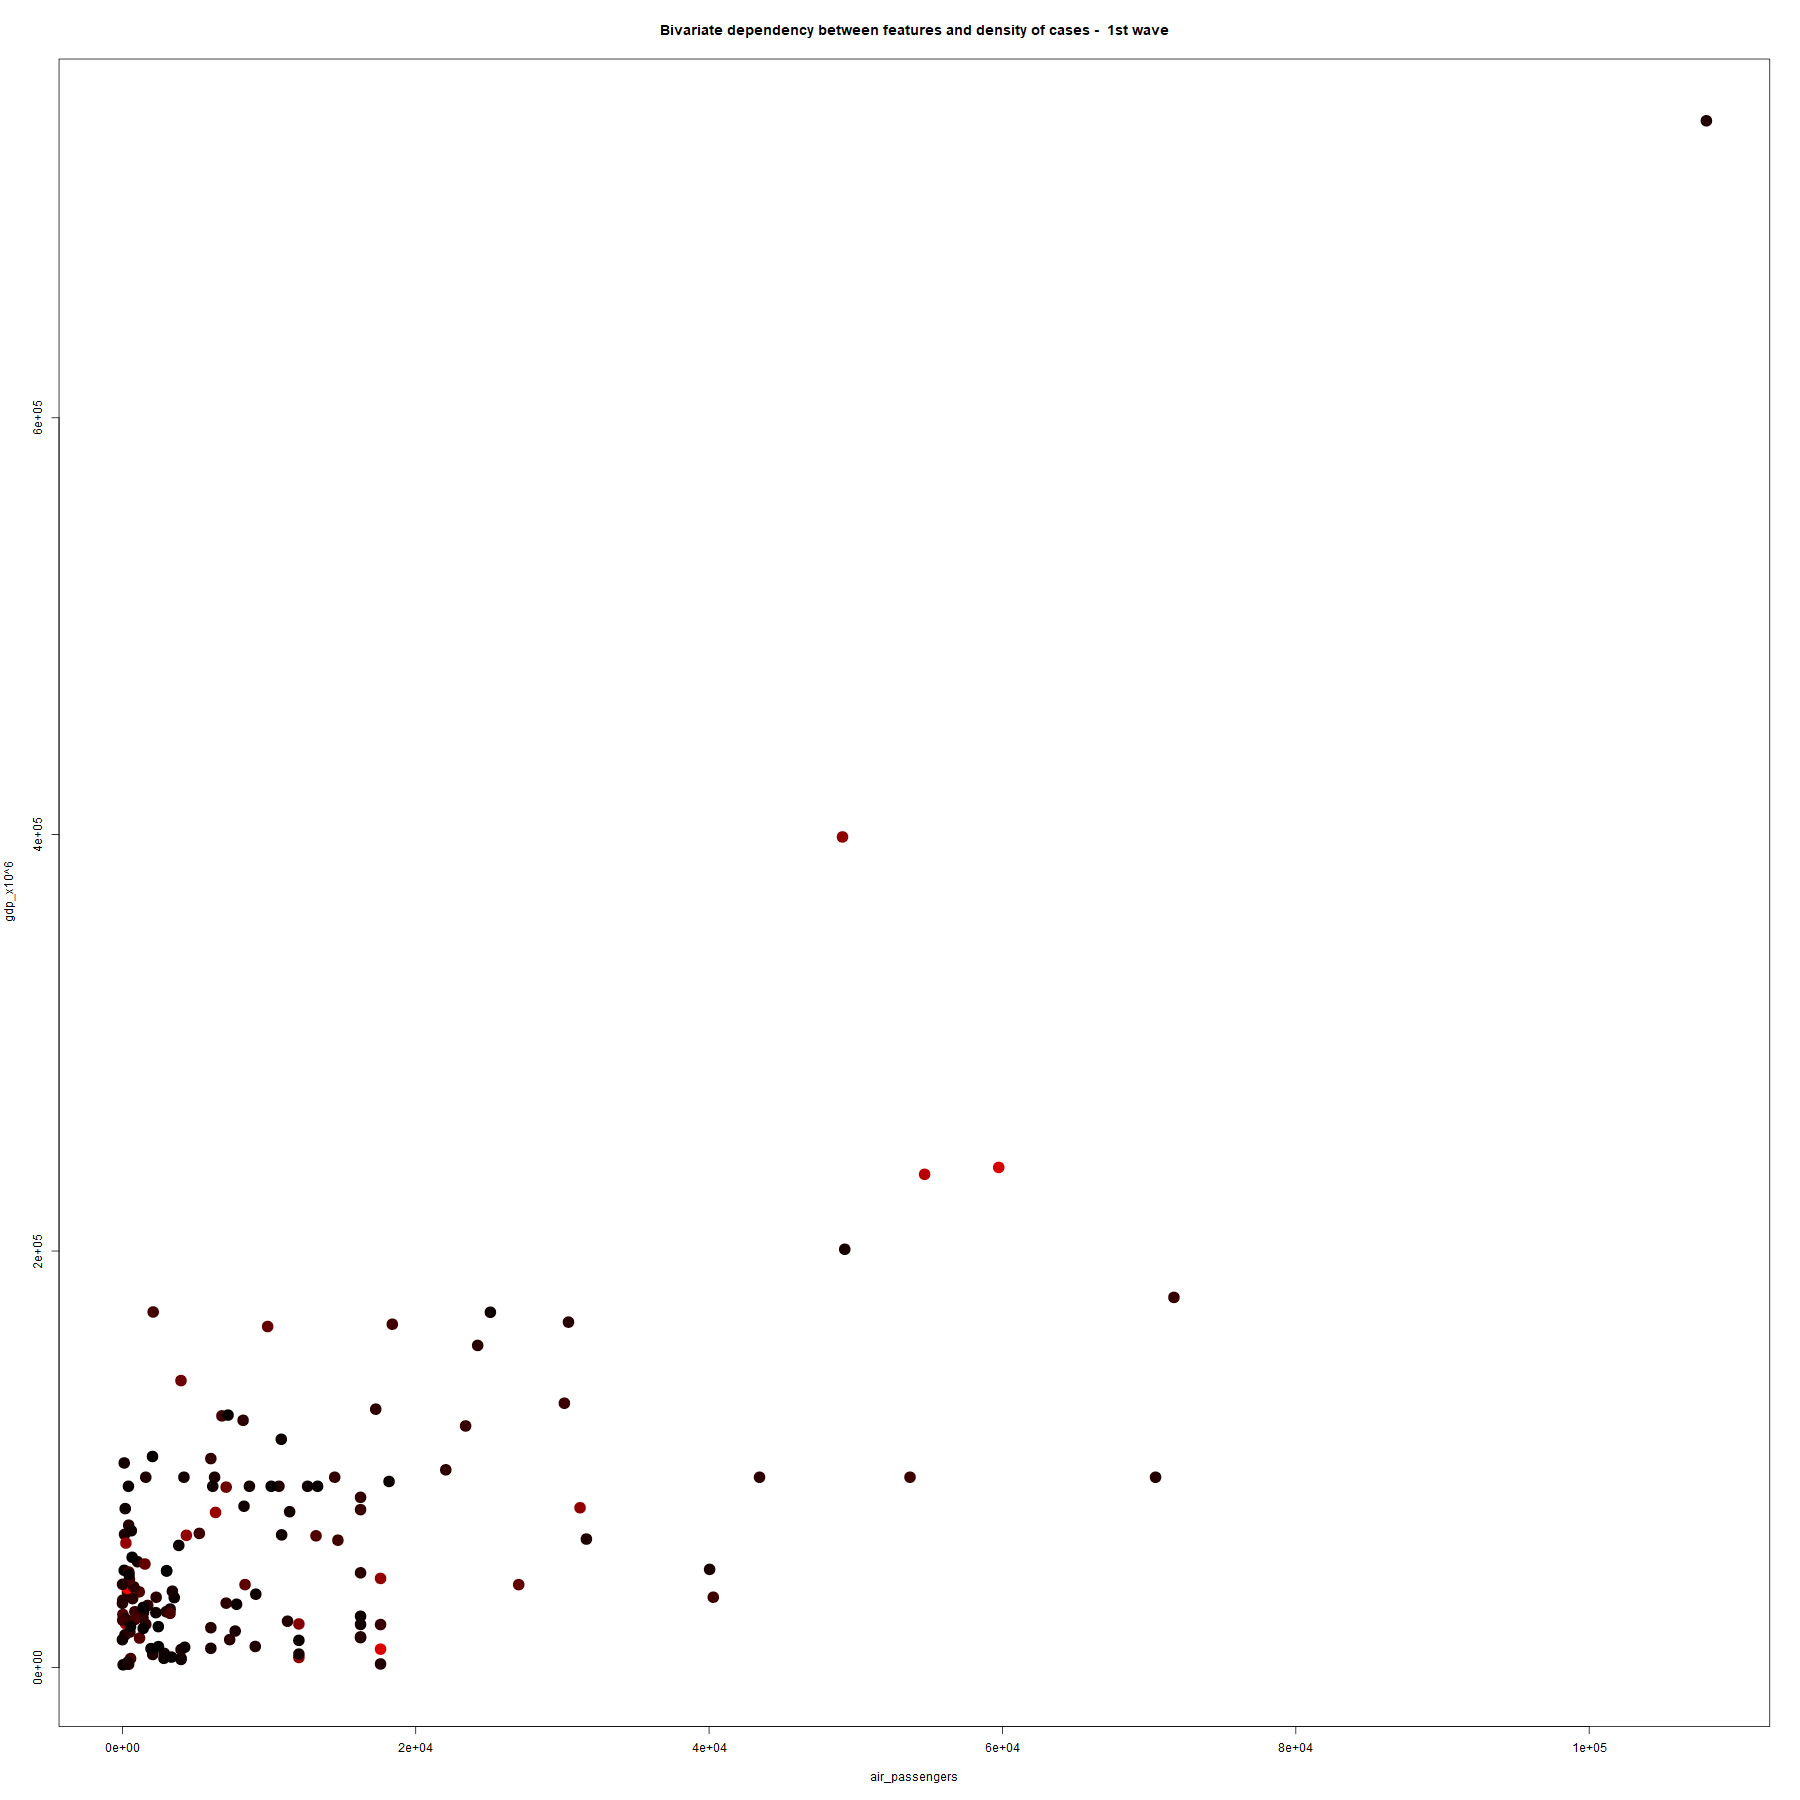 Bivariate dependency between features and density of cases -  1st wave
6e+05
4e+05
gdp_x10^6
2e+05
0e+00
0e+00 2e+04 4e+04 6e+04 8e+04 1e+05
air_passengers